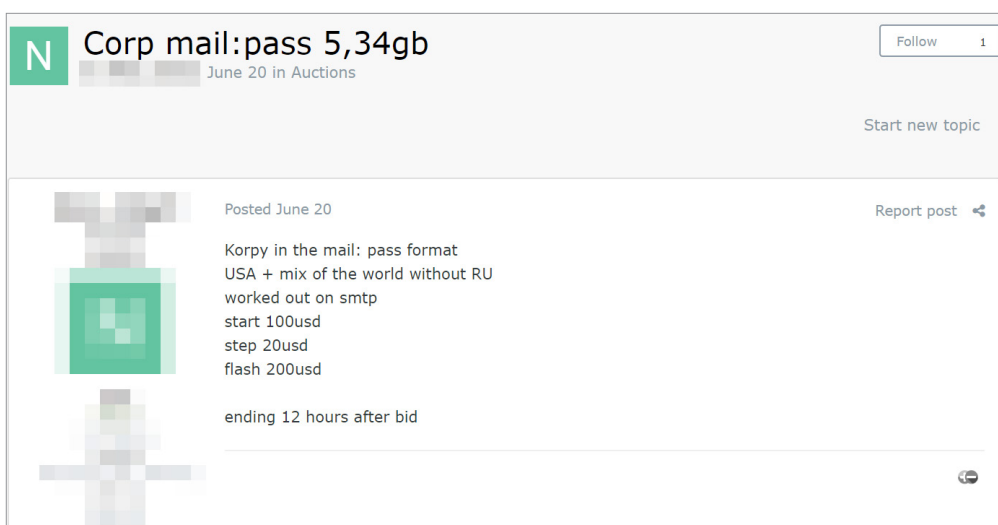 N
Corp mail:pass 5,34gb
June 20 in Auctions
Follow 1
Start new topic
Posted June 20
Report post
Korpy in the mail: pass format
USA + mix of the world without RU
worked out on smtp
start 100usd
step 20usd
flash 200usd
ending 12 hours after bid